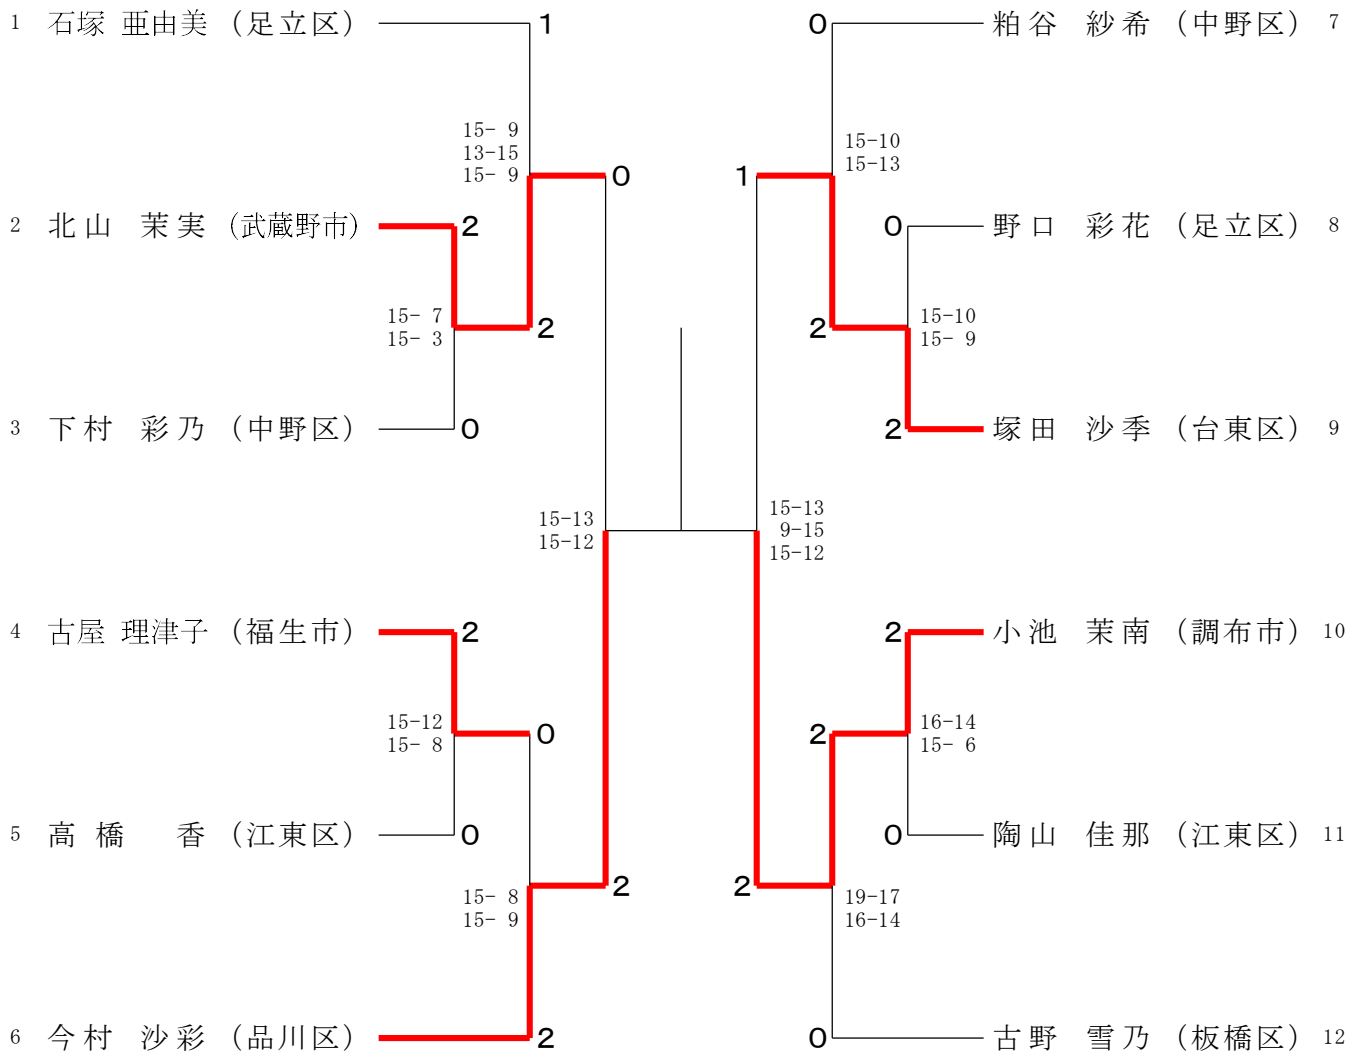 1 石塚 亜由美 (足立区) 1
0 粕谷 紗希 (中野区) 7
15- 9
13-15
15- 9
0
1
15-10
15-13
2 北山 茉実 (武蔵野市) 2
0 野口 彩花 (足立区) 8
15- 7
15- 3
2
2
15-10
15- 9
3 下村 彩乃 (中野区) 0
2 塚田 沙季 (台東区) 9
15-13
15-12
15-13
9-15
15-12
4 古屋 理津子 (福生市) 2
2 小池 茉南 (調布市) 10
15-12
15- 8
0
2
16-14
15- 6
5 高橋 香 (江東区) 0
0 陶山 佳那 (江東区) 11
15- 8
15- 9
2
2
19-17
16-14
6 今村 沙彩 (品川区) 2
0 古野 雪乃 (板橋区) 12